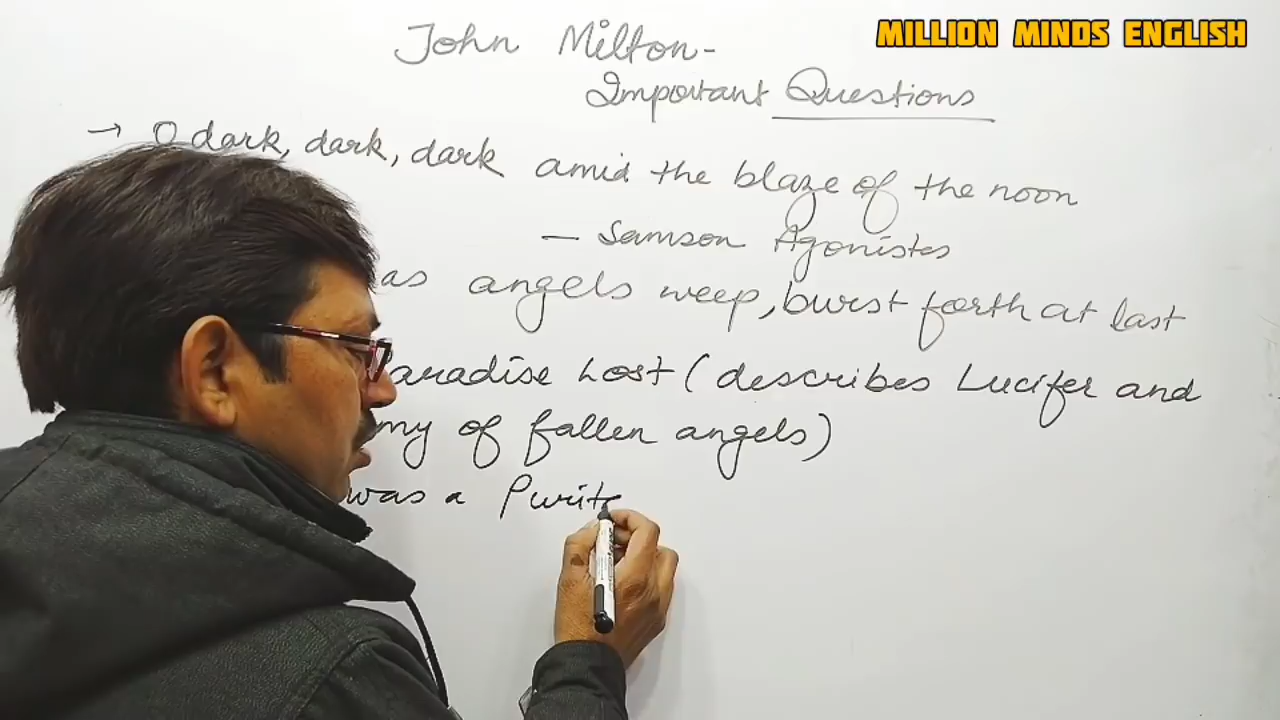 John Milton-
MILLION MINDS ENGLISH
Important Questions
→ O dark, dark, dark amid the blaze of the noon
— Samson Agonistes
as angels weep, burst forth at last
aradise Lost (describes Lucifer and
my of fallen angels)
was a Purita